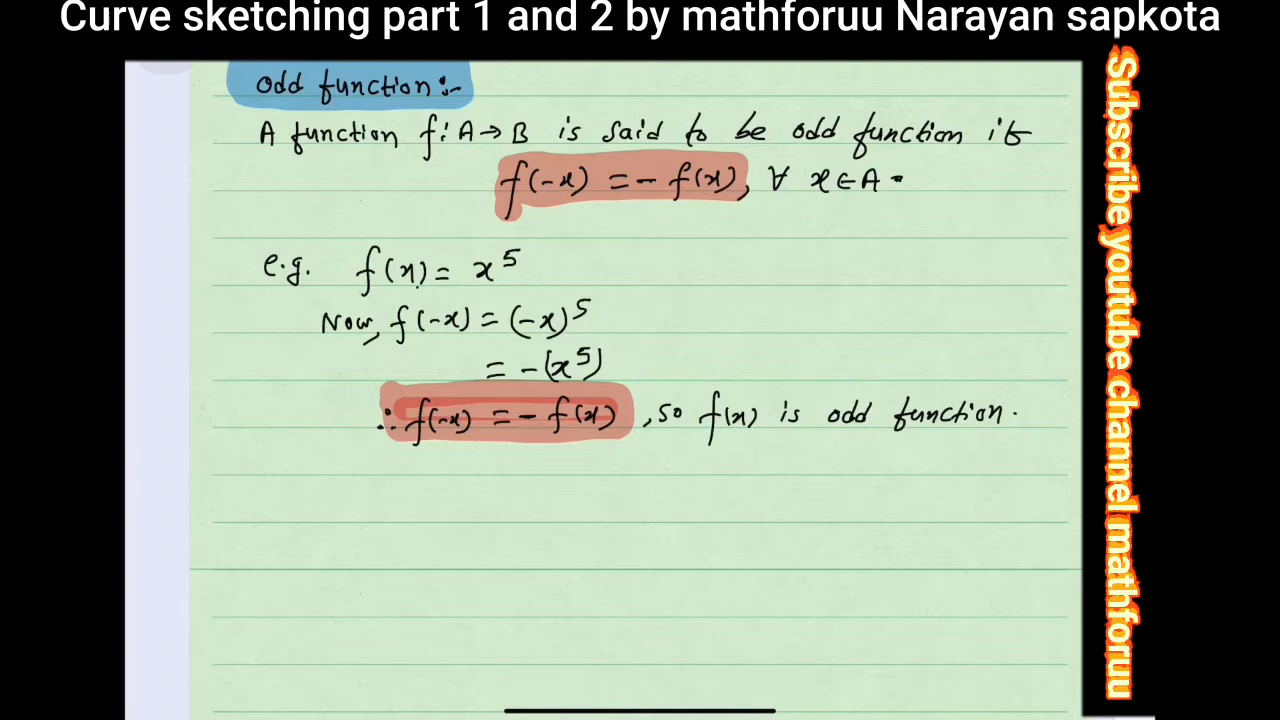 Curve sketching part 1 and 2 by mathforuu Narayan sapkota
odd function :-
A function f : A → B is said to be odd function if
f(-x) = - f(x), ∀ x ∈ A .
e.g. f(x) = x^5
Now, f(-x) = (-x)^5
= -(x^5)
∴ f(-x) = - f(x) , so f(x) is odd function .
Subscribe youtube channel mathforuu